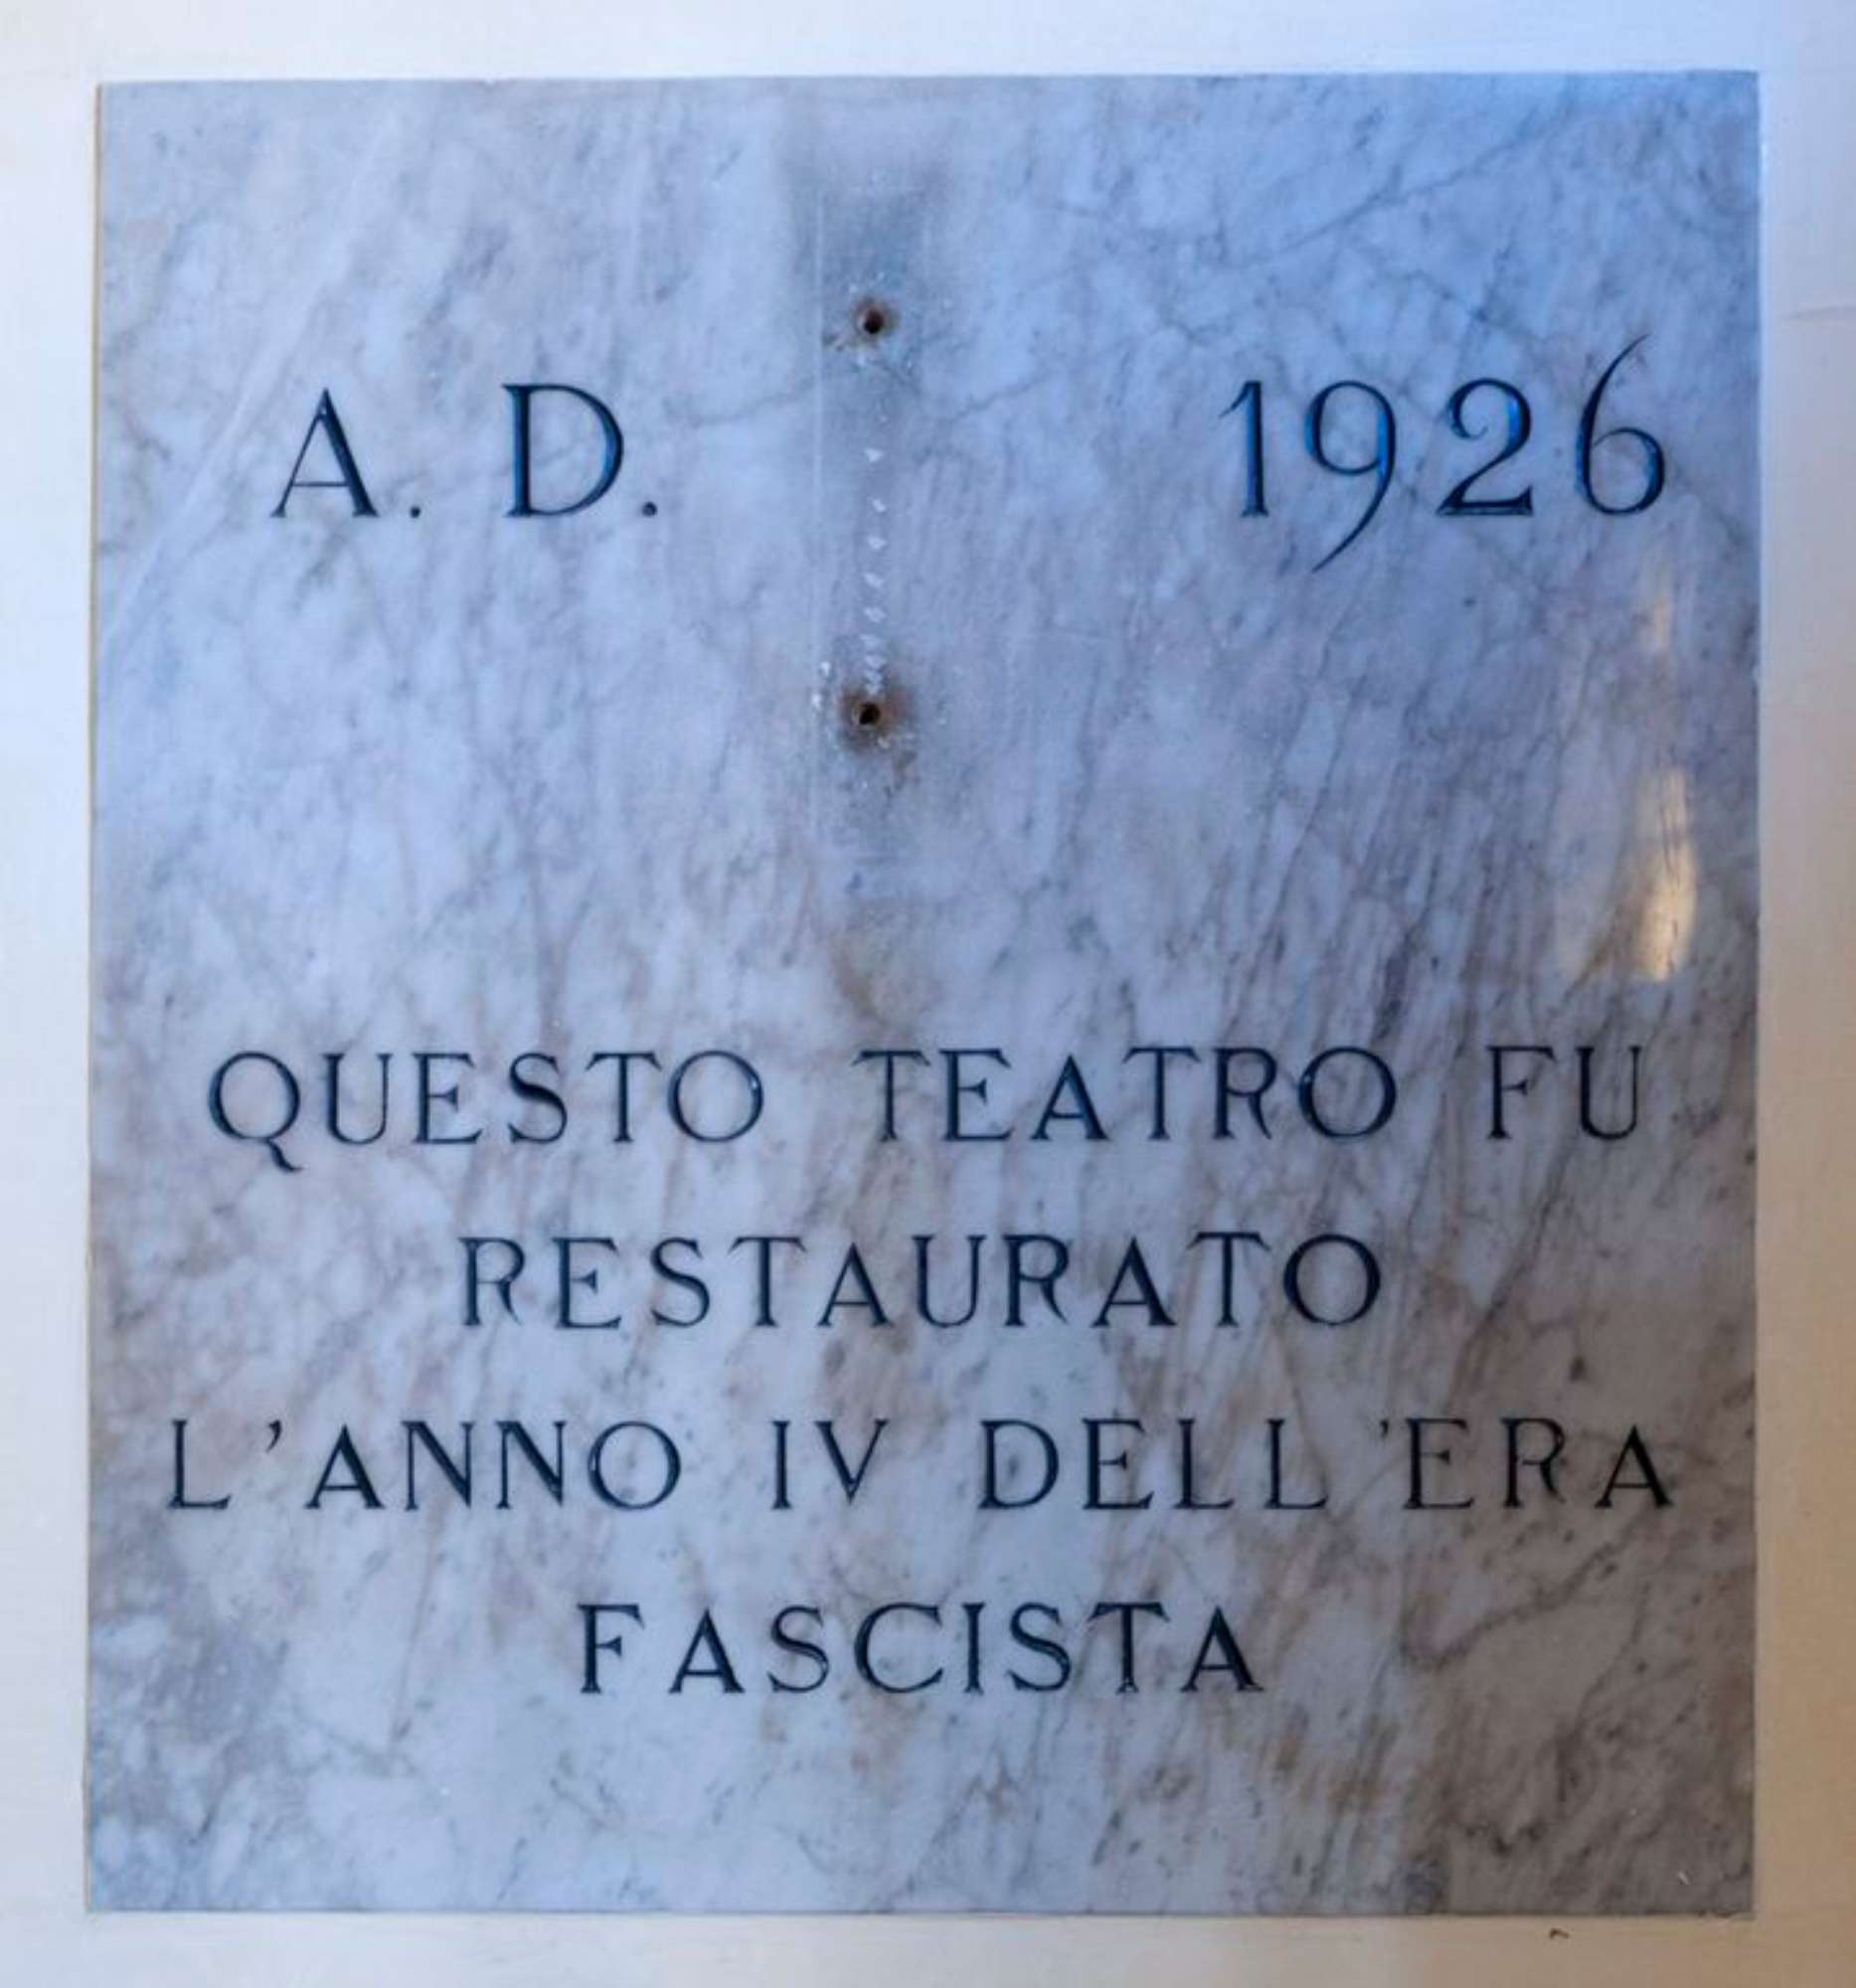 A. D. 1926
QUESTO TEATRO FU
RESTAURATO
L'ANNO IV DELL'ERA
FASCISTA